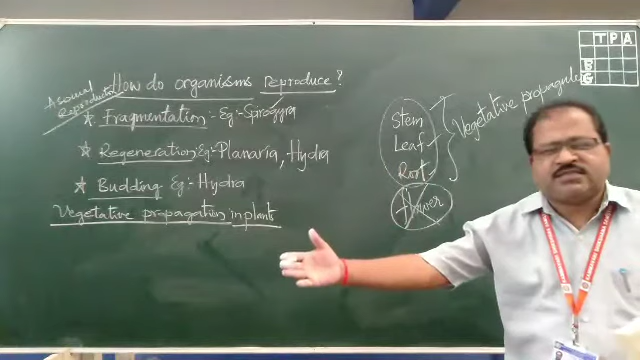 How do organisms reproduce?
Asexual
Reproduction
* Fragmentation :- Eg:- Spirogyra
* Regeneration Eg:- Planaria, Hydra
* Budding Eg:- Hydra
Vegetative propagation in plants
Stem
Leaf
Root
Flower
Vegetative propagules
T P A
B
G